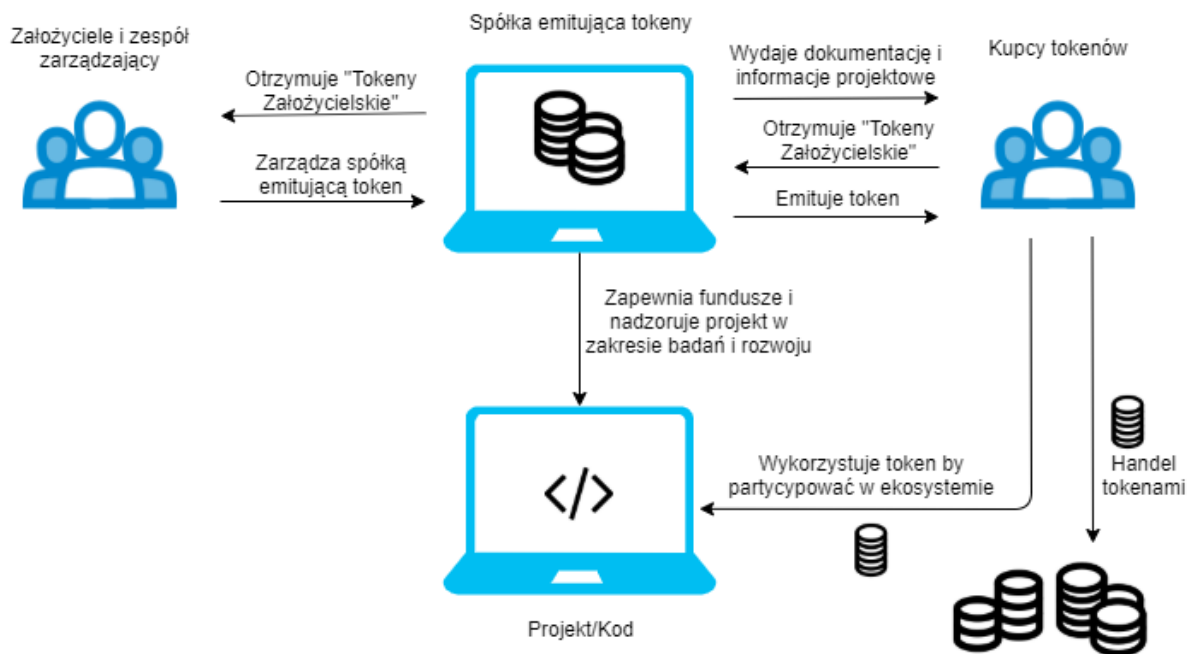 Spółka emitująca tokeny
Założyciele i zespół
zarządzający
Kupcy tokenów
Otrzymuje "Tokeny
Założycielskie"
Zarządza spółką
emitującą token
Wydaje dokumentację i
informacje projektowe
Otrzymuje "Tokeny
Założycielskie"
Emituje token
Zapewnia fundusze i
nadzoruje projekt w
zakresie badań i rozwoju
</>
Wykorzystuje token by
partycypować w ekosystemie
Handel
tokenami
Projekt/Kod